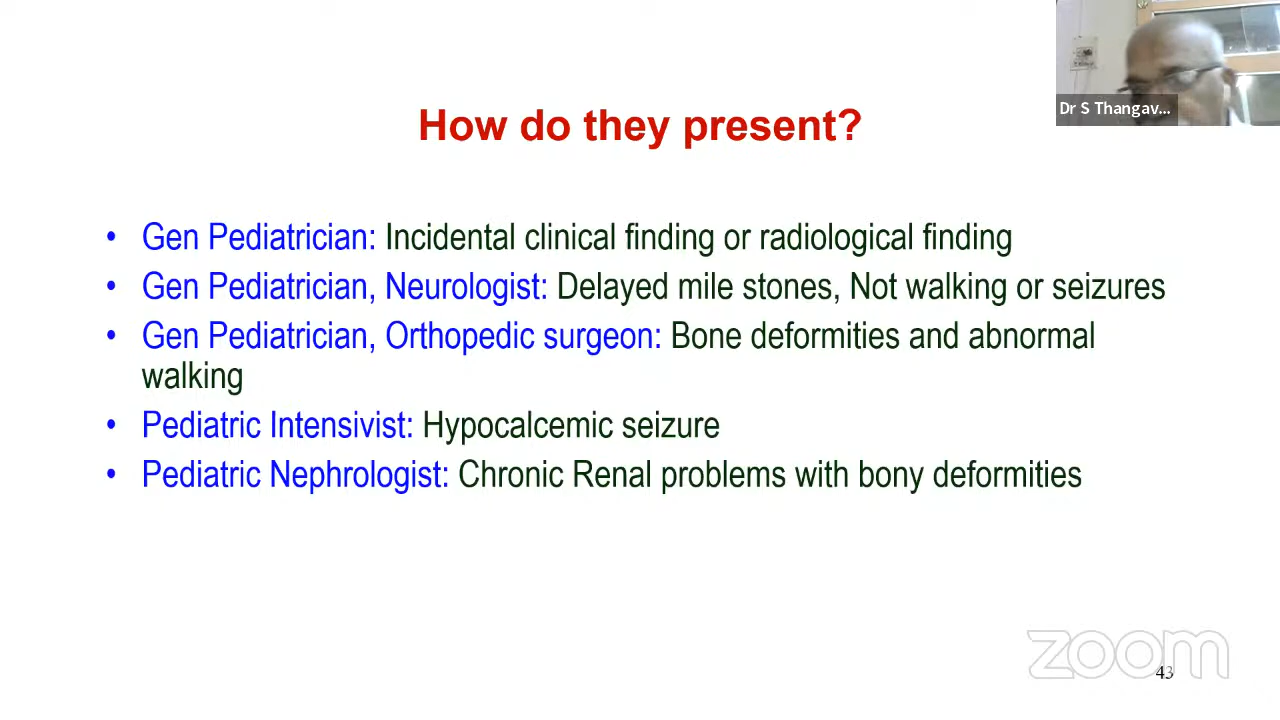 Dr S Thangav...
How do they present?
• Gen Pediatrician: Incidental clinical finding or radiological finding
• Gen Pediatrician, Neurologist: Delayed mile stones, Not walking or seizures
• Gen Pediatrician, Orthopedic surgeon: Bone deformities and abnormal
walking
• Pediatric Intensivist: Hypocalcemic seizure
• Pediatric Nephrologist: Chronic Renal problems with bony deformities
zoom
43